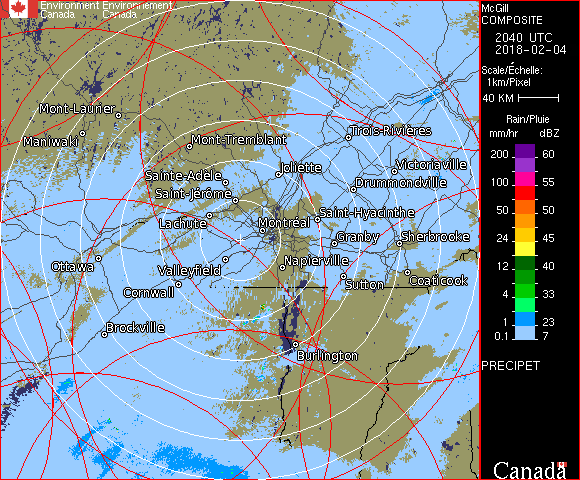 Environment Environnement
Canada Canada
McGill
COMPOSITE
2040 UTC
2018-02-04
Scale/Échelle:
1km/Pixel
40 KM
Rain/Pluie
mm/hr dBZ
200 60
100 55
50 50
24 45
12 40
4 33
1 23
0.1 7
PRECIPET
Canada
Mont-Laurier
Maniwaki
Mont-Tremblant
Trois-Rivières
Sainte-Adèle
Joliette
Victoriaville
Saint-Jérôme
Drummondville
Lachute
Montréal
Saint-Hyacinthe
Granby
Sherbrooke
Ottawa
Valleyfield
Napierville
Cornwall
Sutton
Coaticook
Brockville
Burlington